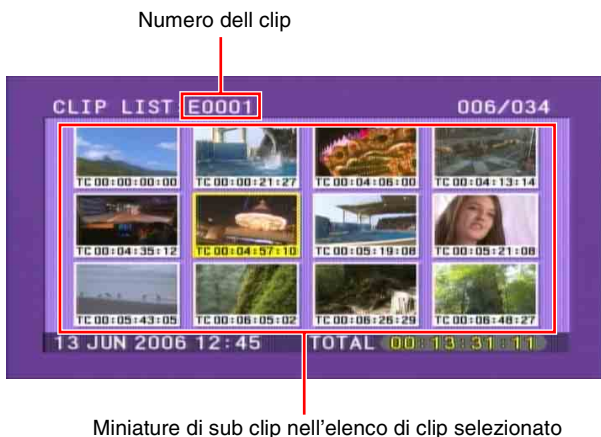 Numero dell clip
CLIP LIST:E0001 006/034
TC 00:00:00:00 TC 00:00:21:27 TC 00:04:06:00 TC 00:04:13:14
TC 00:04:35:12 TC 00:04:57:10 TC 00:05:19:08 TC 00:05:21:08
TC 00:05:43:05 TC 00:06:05:02 TC 00:06:26:29 TC 00:06:48:27
13 JUN 2006 12:45 TOTAL 00:13:31:11
Miniature di sub clip nell'elenco di clip selezionato